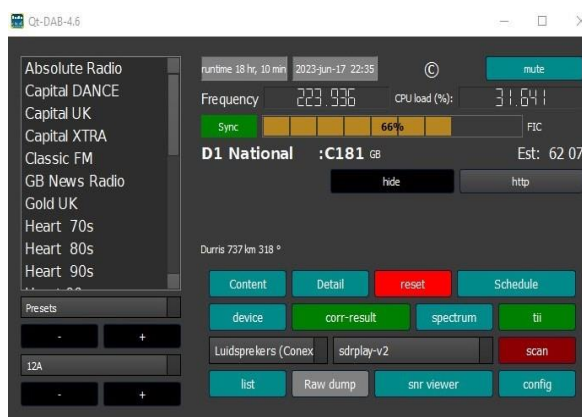 Qt-DAB-4.6
Absolute Radio
Capital DANCE
Capital UK
Capital XTRA
Classic FM
GB News Radio
Gold UK
Heart 70s
Heart 80s
Heart 90s
Presets
- +
12A
- +
runtime 18 hr, 10 min 2023-jun-17 22:35 © mute
Frequency 223.936 CPU load (%): 31.641
Sync 66% FIC
D1 National :C181 GB Est: 62 07
hide http
Durris 737 km 318 °
Content Detail reset Schedule
device corr-result spectrum tii
Luidsprekers (Conex sdrplay-v2 scan
list Raw dump snr viewer config